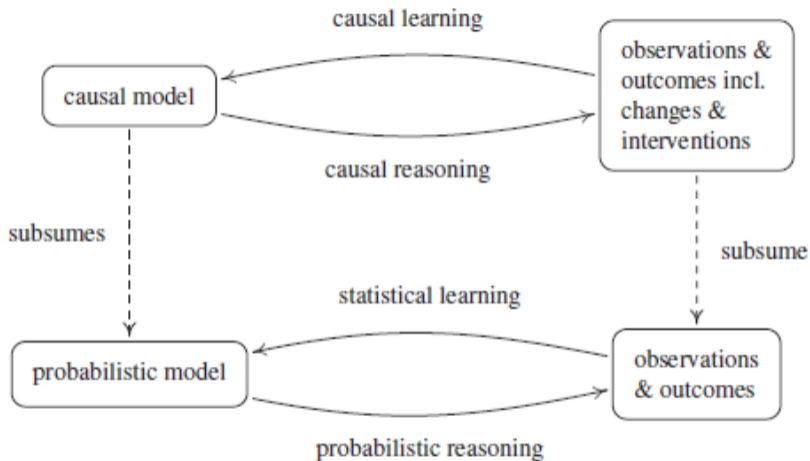 causal learning
observations &
outcomes incl.
changes &
interventions
causal model
causal reasoning
subsumes
subsume
statistical learning
probabilistic model
observations
& outcomes
probabilistic reasoning